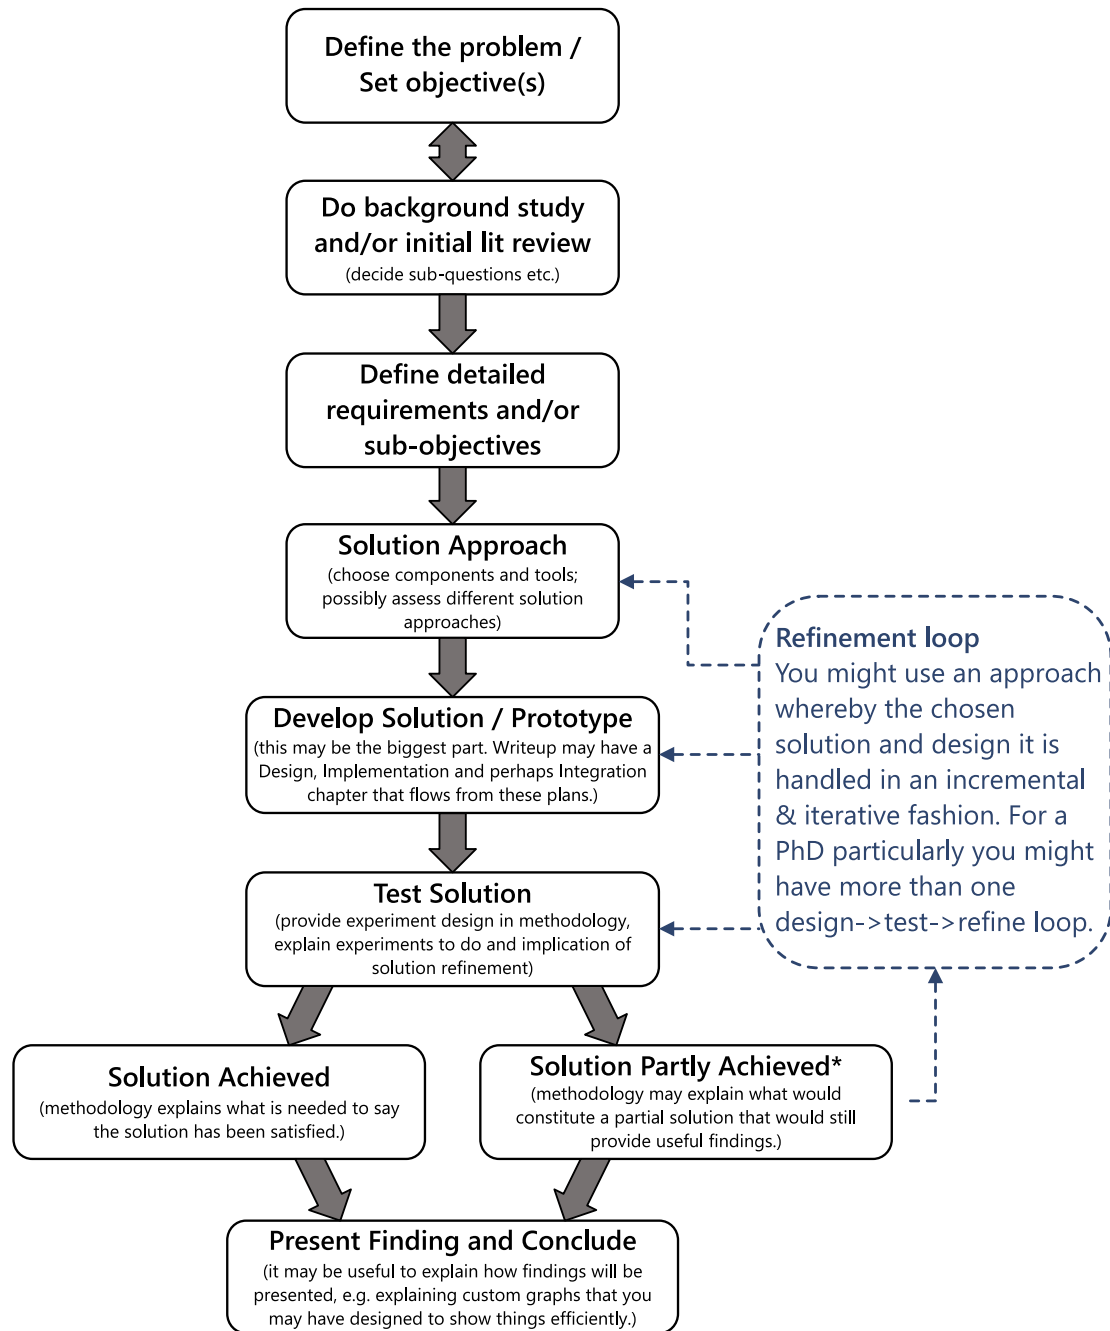 Define the problem /
Set objective(s)
Do background study
and/or initial lit review
(decide sub-questions etc.)
Define detailed
requirements and/or
sub-objectives
Solution Approach
(choose components and tools;
possibly assess different solution
approaches)
Develop Solution / Prototype
(this may be the biggest part. Writeup may have a
Design, Implementation and perhaps Integration
chapter that flows from these plans.)
Refinement loop
You might use an approach
whereby the chosen
solution and design it is
handled in an incremental
& iterative fashion. For a
PhD particularly you might
have more than one
design->test->refine loop.
Test Solution
(provide experiment design in methodology,
explain experiments to do and implication of
solution refinement)
Solution Achieved
(methodology explains what is needed to say
the solution has been satisfied.)
Solution Partly Achieved*
(methodology may explain what would
constitute a partial solution that would still
provide useful findings.)
Present Finding and Conclude
(it may be useful to explain how findings will be
presented, e.g. explaining custom graphs that you
may have designed to show things efficiently.)